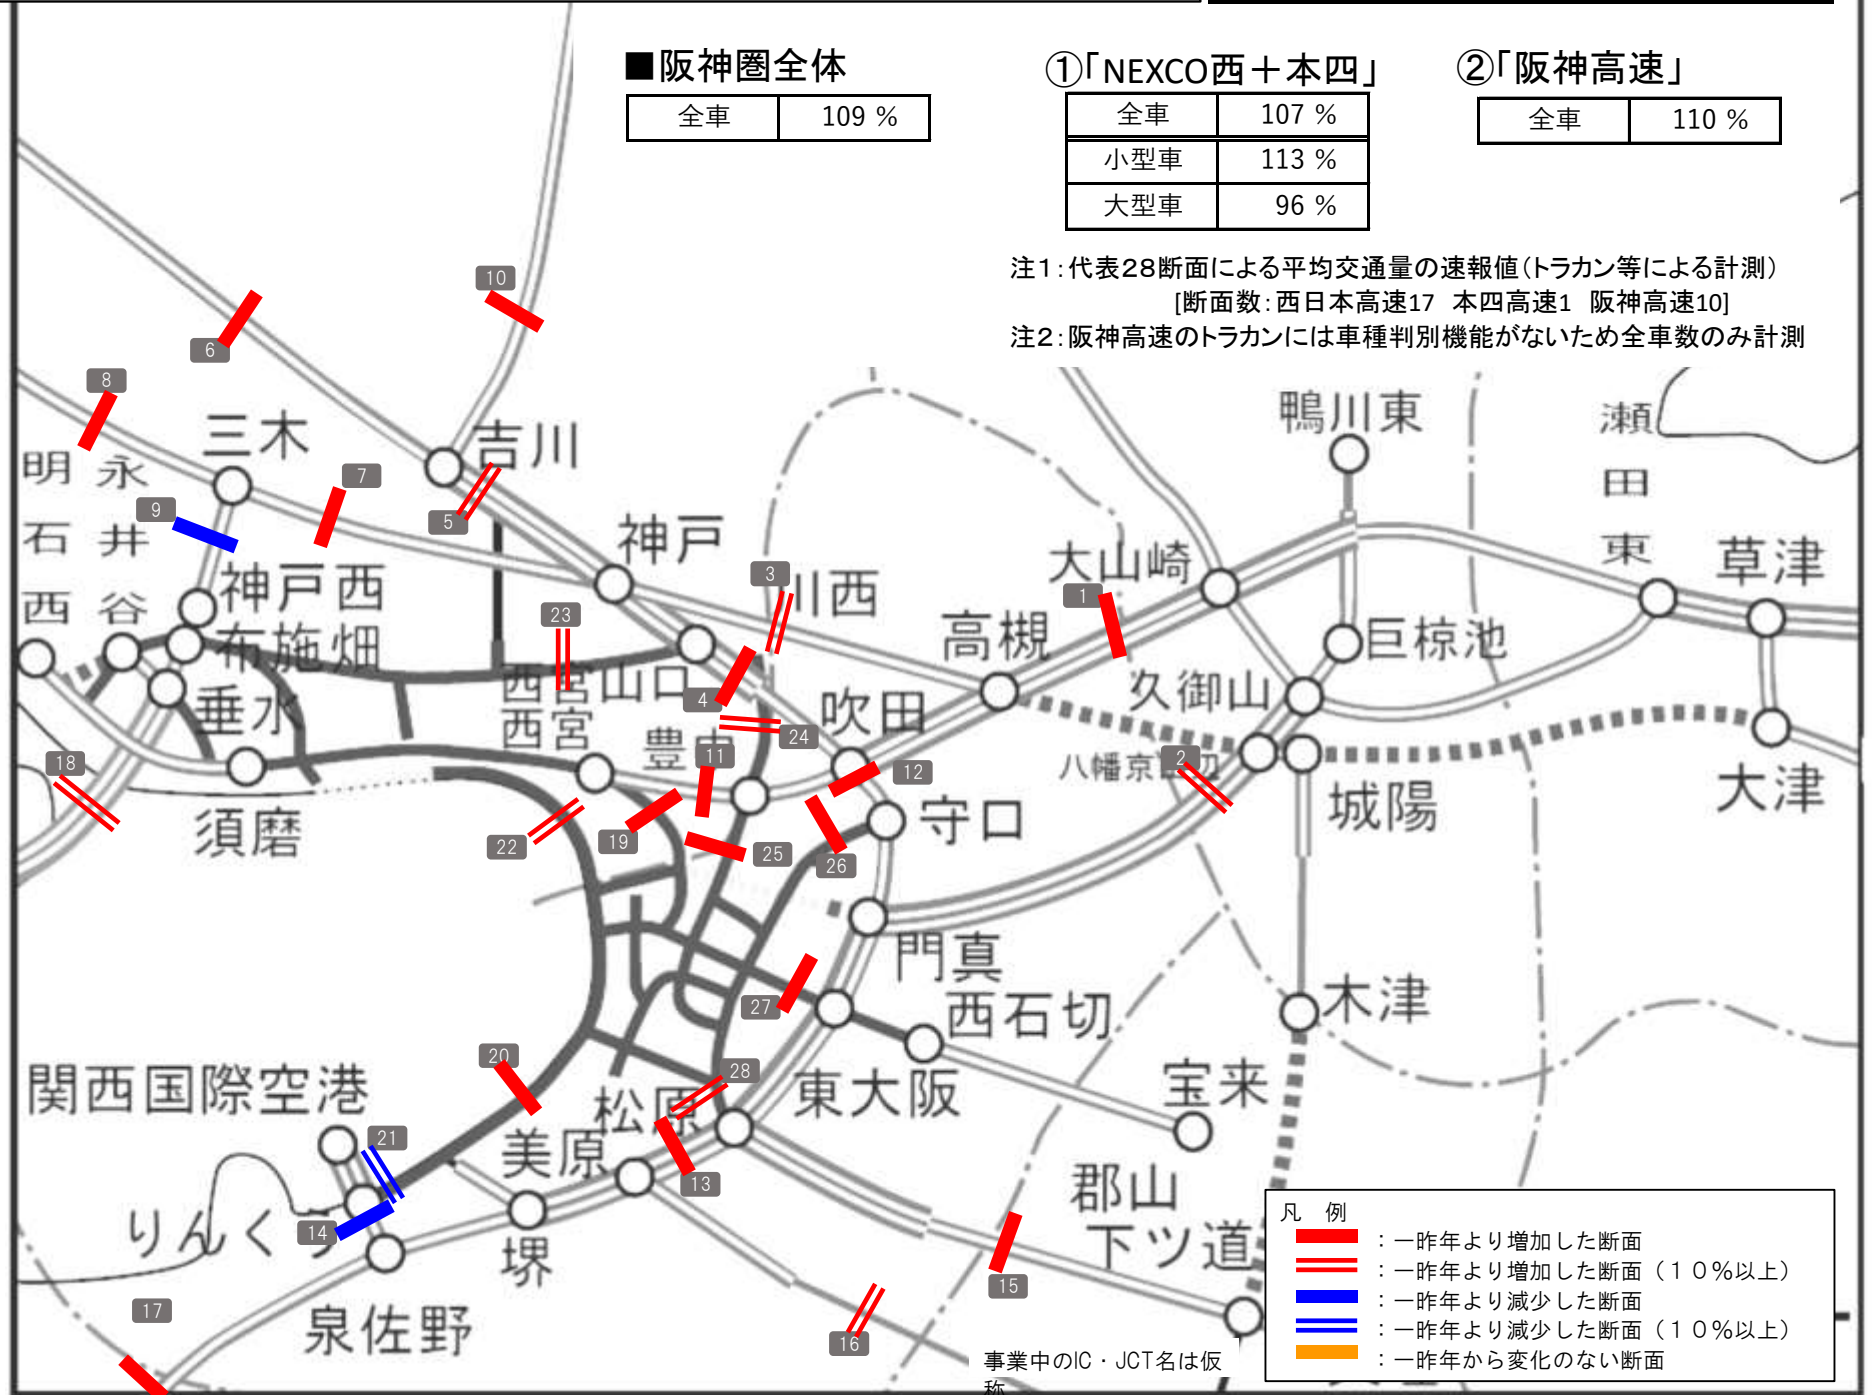 ■阪神圏全体
全車 109 %
①「NEXCO西＋本四」
全車 107 %
小型車 113 %
大型車 96 %
②「阪神高速」
全車 110 %
注1：代表28断面による平均交通量の速報値（トラカン等による計測）
[断面数：西日本高速17 本四高速1 阪神高速10]
注2：阪神高速のトラカンには車種判別機能がないため全車数のみ計測
10
6
8
三木
吉川
鴨川東
瀬田東
明石西
永井谷
7
9
5
神戸
神戸西
布施畑
3
川西
大山崎
1
草津
23
高槻
巨椋池
西宮山口
4
久御山
垂水
西宮
吹田
24
豊中
11
18
12
八幡京田辺
2
大津
須磨
22
19
25
26
守口
城陽
門真
27
西石切
木津
20
28
関西国際空港
松原
東大阪
宝来
21
美原
13
郡山
下ツ道
りんくう
14
堺
15
17
泉佐野
16
事業中のIC・JCT名は仮
称
凡 例
：一昨年より増加した断面
：一昨年より増加した断面（１０％以上）
：一昨年より減少した断面
：一昨年より減少した断面（１０％以上）
：一昨年から変化のない断面